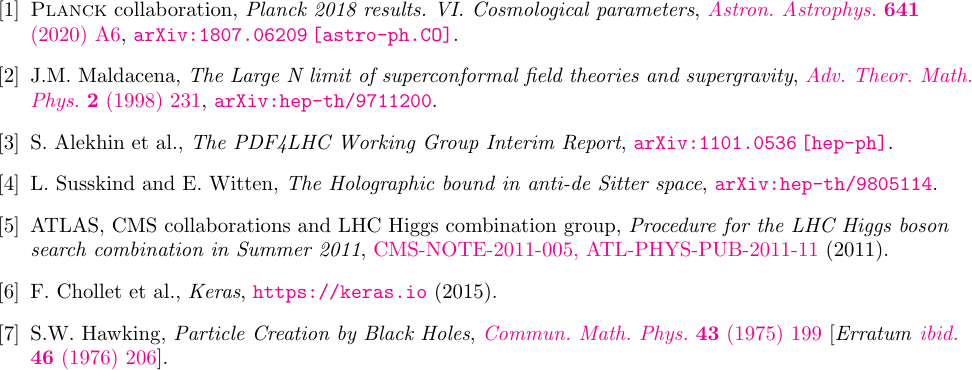 [1] Planck collaboration, Planck 2018 results. VI. Cosmological parameters, Astron. Astrophys. 641
(2020) A6, arXiv:1807.06209 [astro-ph.CO].
[2] J.M. Maldacena, The Large N limit of superconformal field theories and supergravity, Adv. Theor. Math.
Phys. 2 (1998) 231, arXiv:hep-th/9711200.
[3] S. Alekhin et al., The PDF4LHC Working Group Interim Report, arXiv:1101.0536 [hep-ph].
[4] L. Susskind and E. Witten, The Holographic bound in anti-de Sitter space, arXiv:hep-th/9805114.
[5] ATLAS, CMS collaborations and LHC Higgs combination group, Procedure for the LHC Higgs boson
search combination in Summer 2011, CMS-NOTE-2011-005, ATL-PHYS-PUB-2011-11 (2011).
[6] F. Chollet et al., Keras, https://keras.io (2015).
[7] S.W. Hawking, Particle Creation by Black Holes, Commun. Math. Phys. 43 (1975) 199 [Erratum ibid.
46 (1976) 206].